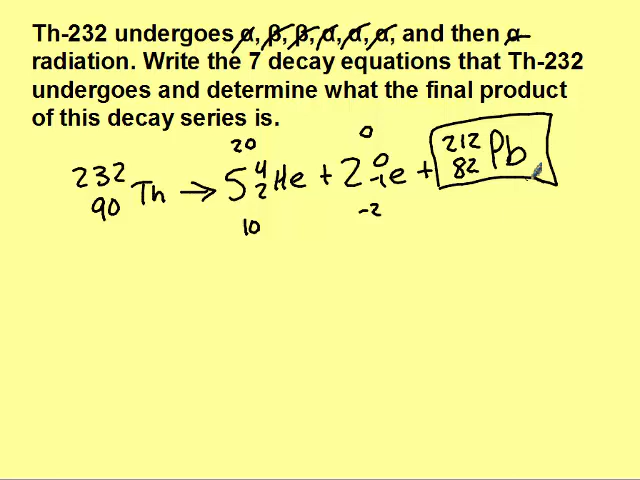 Th-232 undergoes α, β, β, α, α, α, and then α-
radiation. Write the 7 decay equations that Th-232
undergoes and determine what the final product
of this decay series is.
20 0
232 90 Th → 5 4 2 He + 2 0 -1 e + 212 82 Pb
10 -2